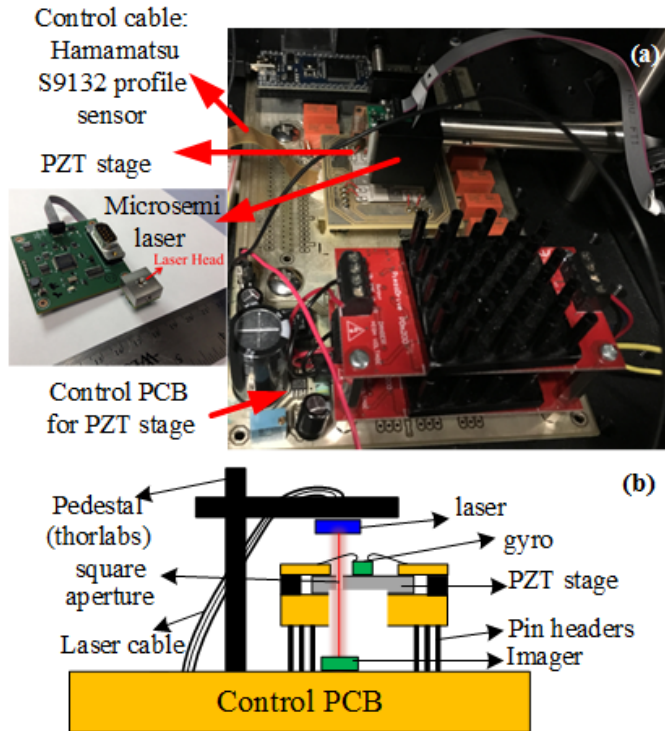 Control cable:
Hamamatsu
S9132 profile
sensor
(a)
PZT stage
Microsemi
laser
Laser Head
Control PCB
for PZT stage
(b)
Pedestal
(thorlabs)
laser
gyro
square
aperture
PZT stage
Laser cable
Pin headers
Imager
Control PCB